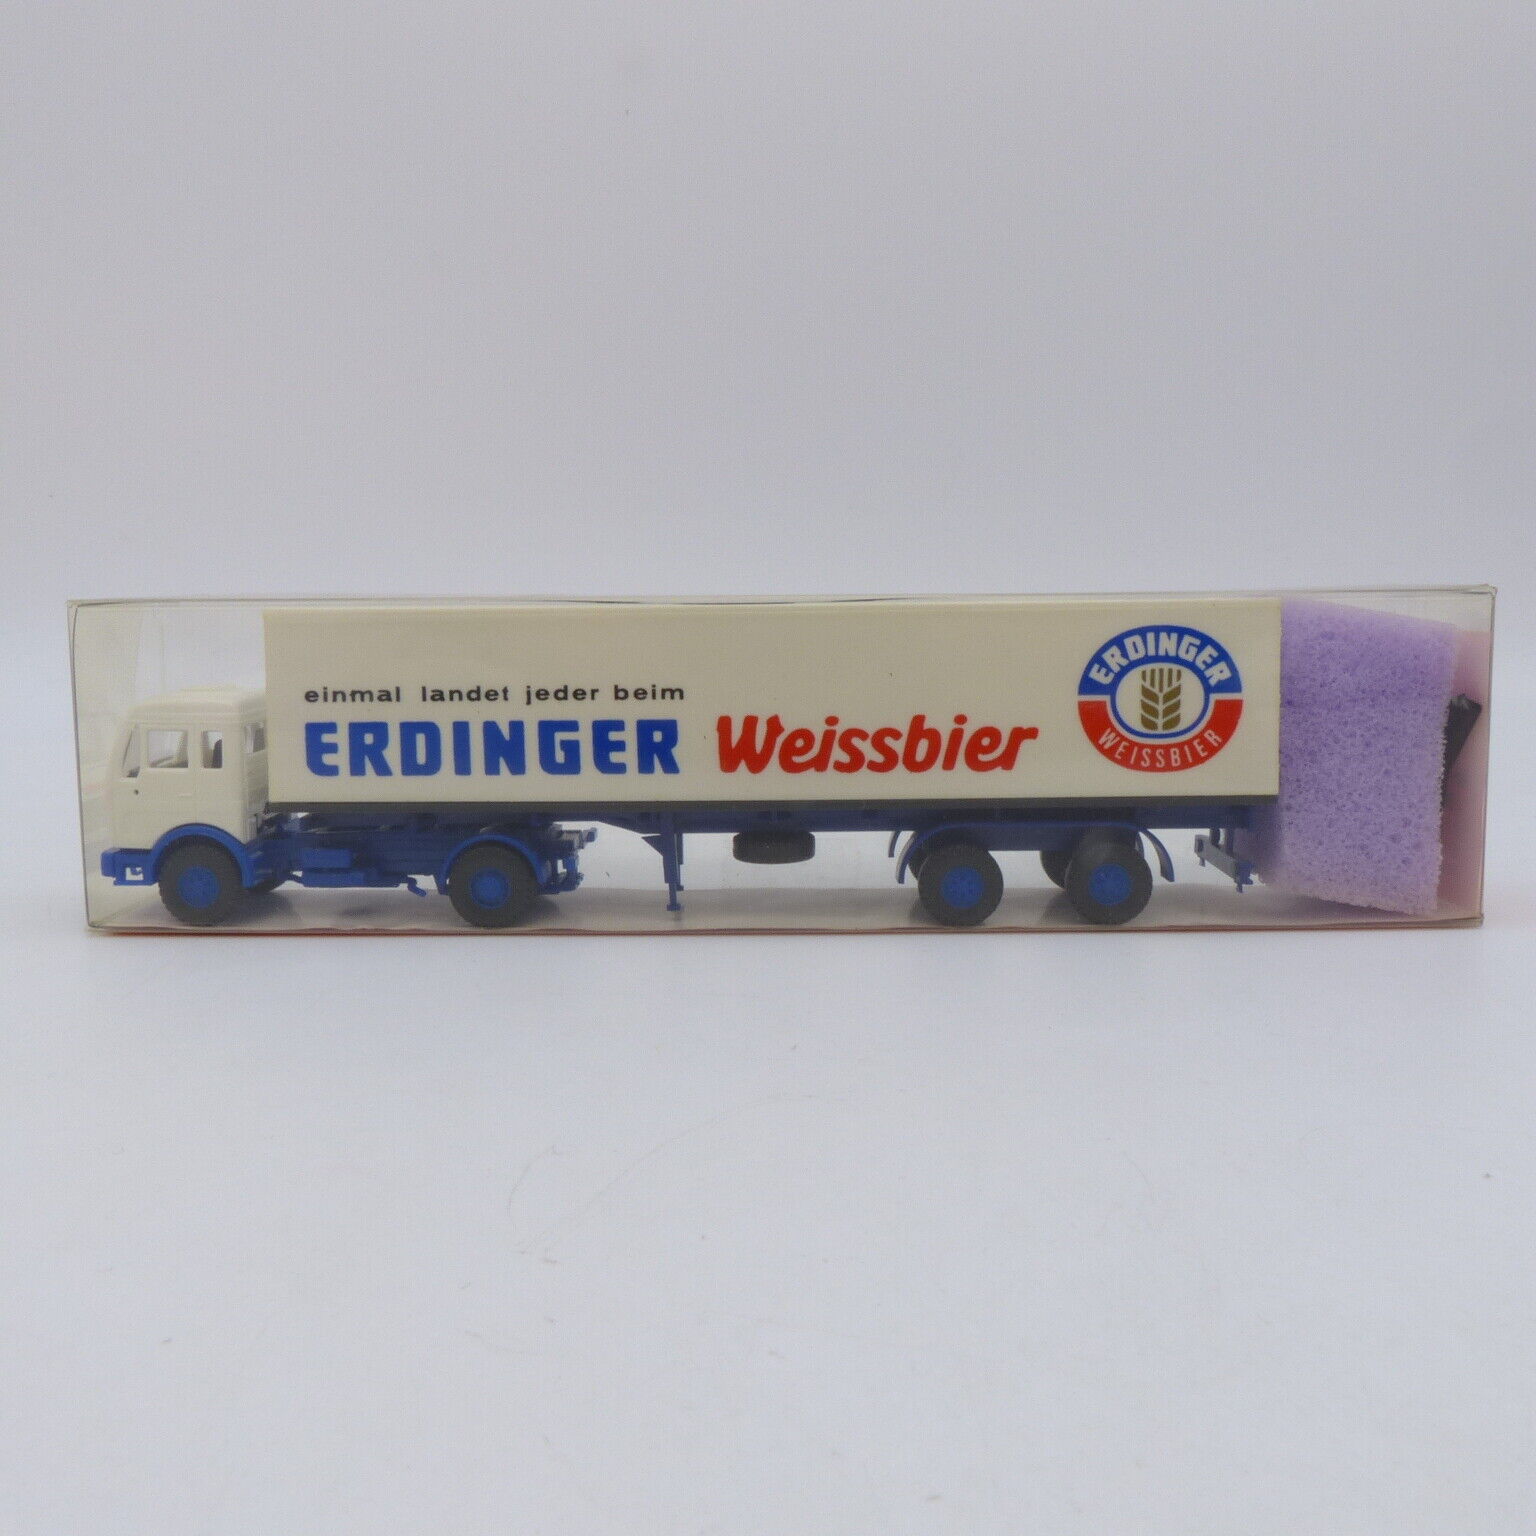 einmal landet jeder beim
ERDINGER Weissbier
ERDINGER
WEISSBIER